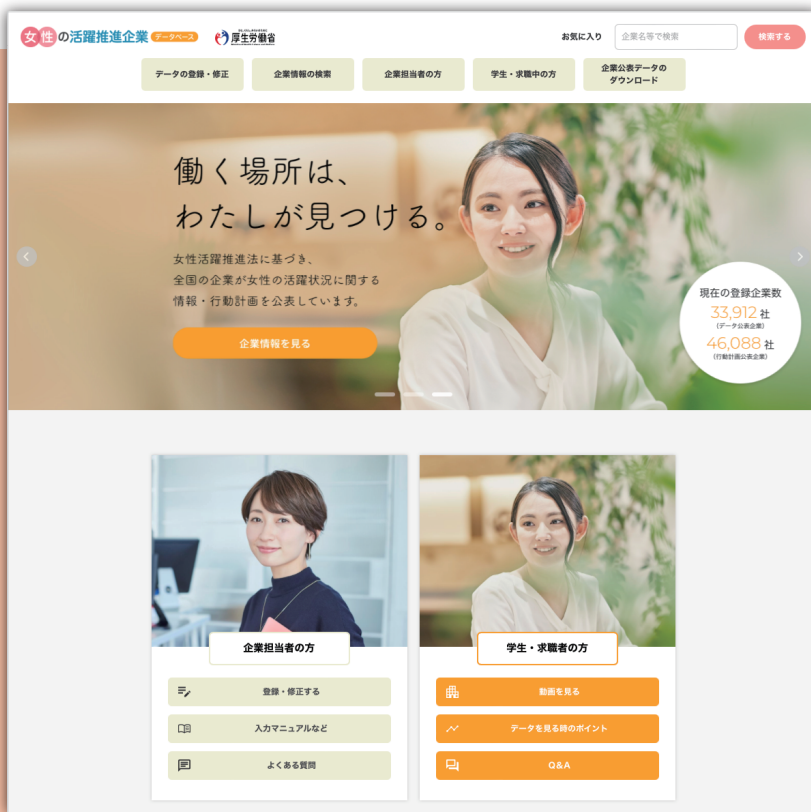 女性の活躍推進企業 データベース
厚生労働省
お気に入り
企業名等で検索
検索する
データの登録・修正
企業情報の検索
企業担当者の方
学生・求職中の方
企業公表データの
ダウンロード
働く場所は、
わたしが見つける。
女性活躍推進法に基づき、
全国の企業が女性の活躍状況に関する
情報・行動計画を公表しています。
企業情報を見る
現在の登録企業数
33,912 社
(データ公表企業)
46,088 社
(行動計画公表企業)
企業担当者の方
登録・修正する
入力マニュアルなど
よくある質問
学生・求職者の方
動画を見る
データを見る時のポイント
Q&A